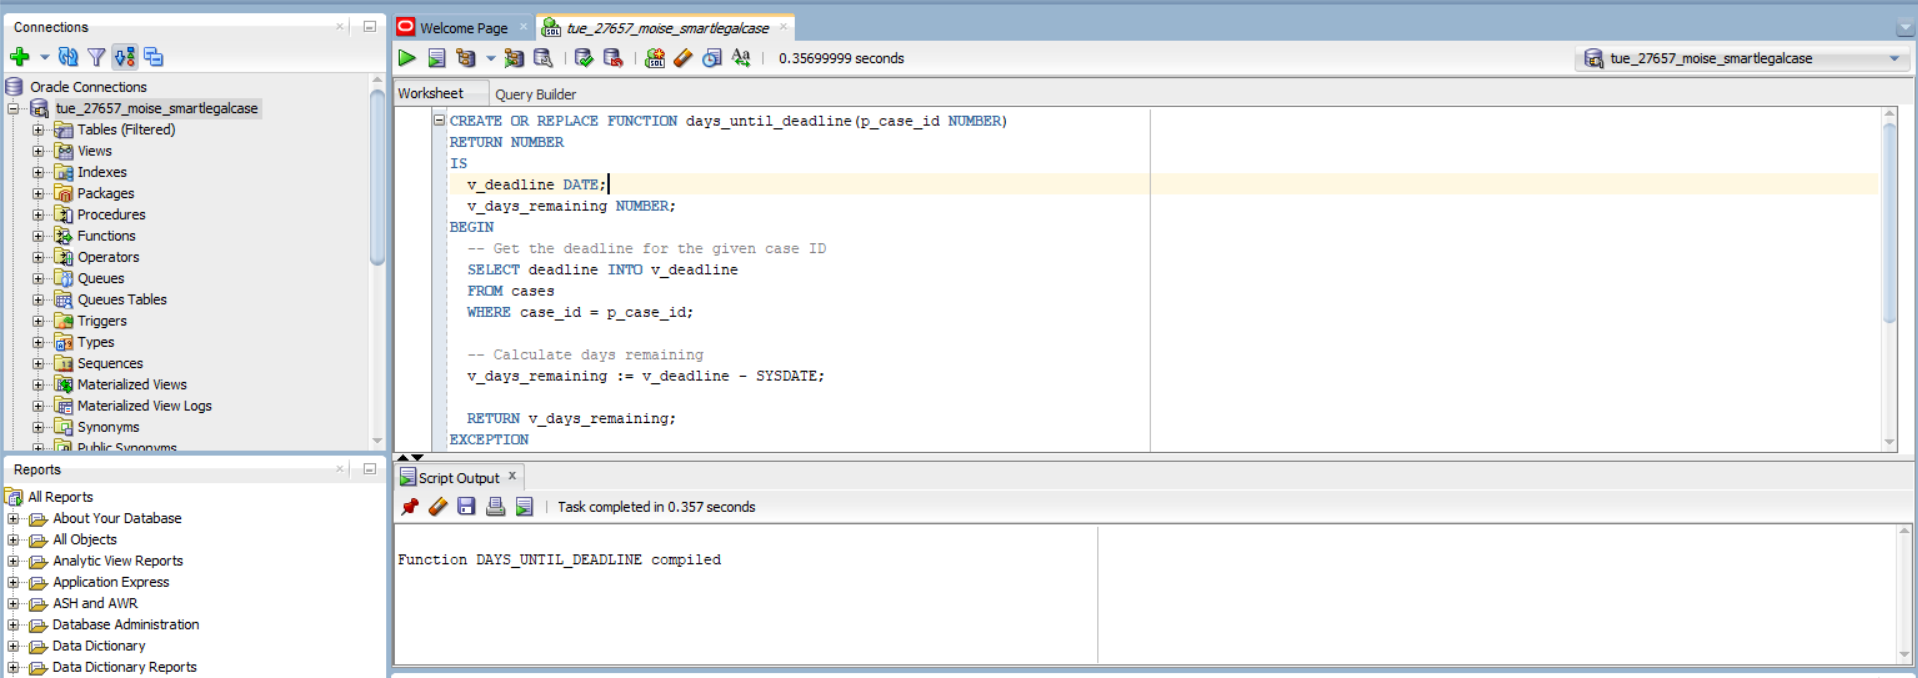 Connections
Oracle Connections
tue_27657_moise_smartlegalcase
Tables (Filtered)
Views
Indexes
Packages
Procedures
Functions
Operators
Queues
Queues Tables
Triggers
Types
Sequences
Materialized Views
Materialized View Logs
Synonyms
Public Synonyms
Reports
All Reports
About Your Database
All Objects
Analytic View Reports
Application Express
ASH and AWR
Database Administration
Data Dictionary
Data Dictionary Reports
Welcome Page
tue_27657_moise_smartlegalcase
0.35699999 seconds
tue_27657_moise_smartlegalcase
Worksheet
Query Builder
CREATE OR REPLACE FUNCTION days_until_deadline(p_case_id NUMBER)
RETURN NUMBER
IS
v_deadline DATE;
v_days_remaining NUMBER;
BEGIN
-- Get the deadline for the given case ID
SELECT deadline INTO v_deadline
FROM cases
WHERE case_id = p_case_id;
-- Calculate days remaining
v_days_remaining := v_deadline - SYSDATE;
RETURN v_days_remaining;
EXCEPTION
Script Output
Task completed in 0.357 seconds
Function DAYS_UNTIL_DEADLINE compiled